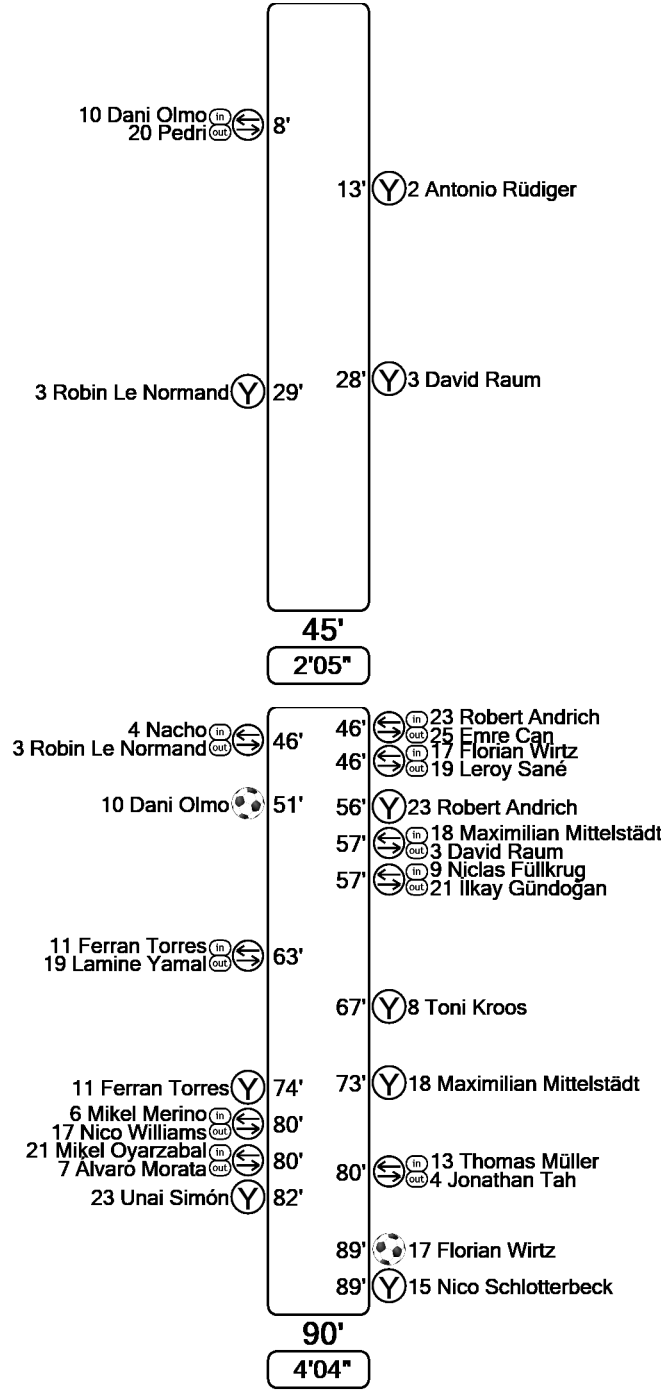 10 Dani Olmo in
20 Pedri out
8'
13' Y 2 Antonio Rüdiger
28' Y 3 David Raum
3 Robin Le Normand Y 29'
45'
2'05"
4 Nacho in
3 Robin Le Normand out
46'
46'
in 23 Robert Andrich
out 25 Emre Can
46'
in 17 Florian Wirtz
out 19 Leroy Sané
10 Dani Olmo 51'
56' Y 23 Robert Andrich
57'
in 18 Maximilian Mittelstädt
out 3 David Raum
57'
in 9 Niclas Füllkrug
out 21 İlkay Gündoğan
11 Ferran Torres in
19 Lamine Yamal out
63'
67' Y 8 Toni Kroos
73' Y 18 Maximilian Mittelstädt
11 Ferran Torres Y 74'
6 Mikel Merino in
17 Nico Williams out
80'
21 Mikel Oyarzabal in
7 Álvaro Morata out
80'
80'
in 13 Thomas Müller
out 4 Jonathan Tah
23 Unai Simón Y 82'
89' 17 Florian Wirtz
89' Y 15 Nico Schlotterbeck
90'
4'04"